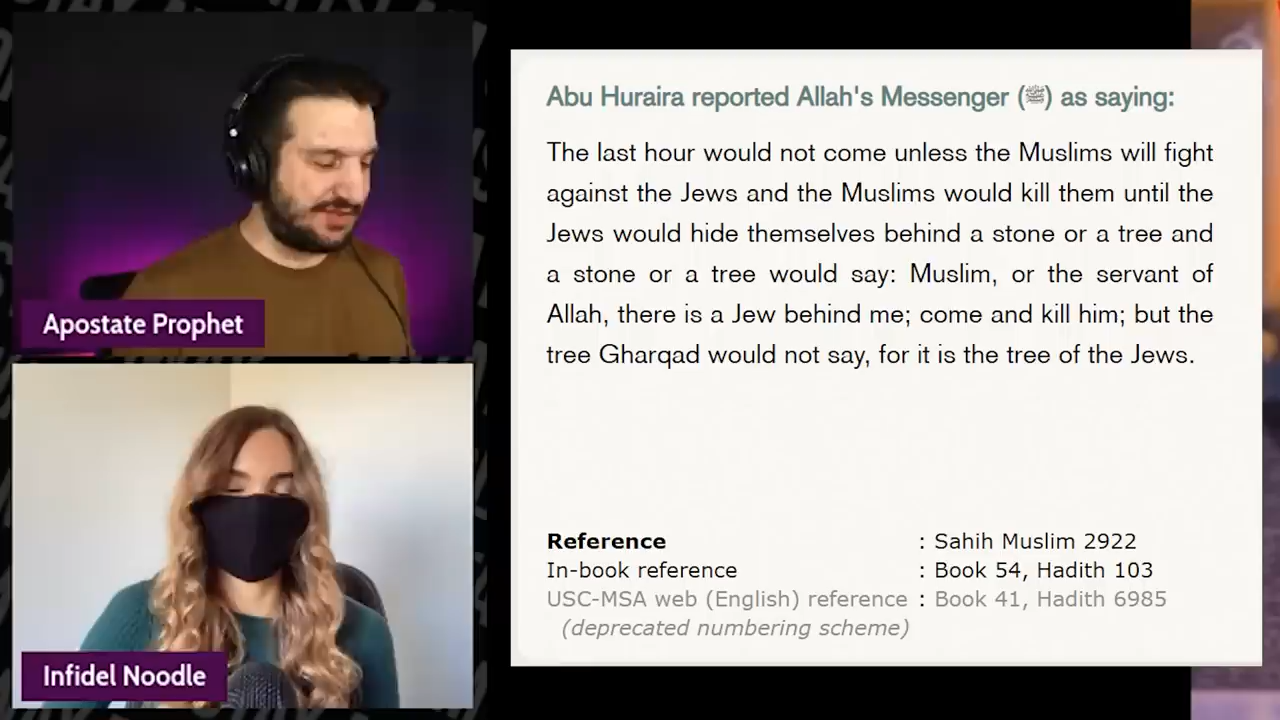 Abu Huraira reported Allah's Messenger (ﷺ) as saying:
The last hour would not come unless the Muslims will fight
against the Jews and the Muslims would kill them until the
Jews would hide themselves behind a stone or a tree and
a stone or a tree would say: Muslim, or the servant of
Allah, there is a Jew behind me; come and kill him; but the
tree Gharqad would not say, for it is the tree of the Jews.
Reference : Sahih Muslim 2922
In-book reference : Book 54, Hadith 103
USC-MSA web (English) reference : Book 41, Hadith 6985
(deprecated numbering scheme)
Apostate Prophet
Infidel Noodle